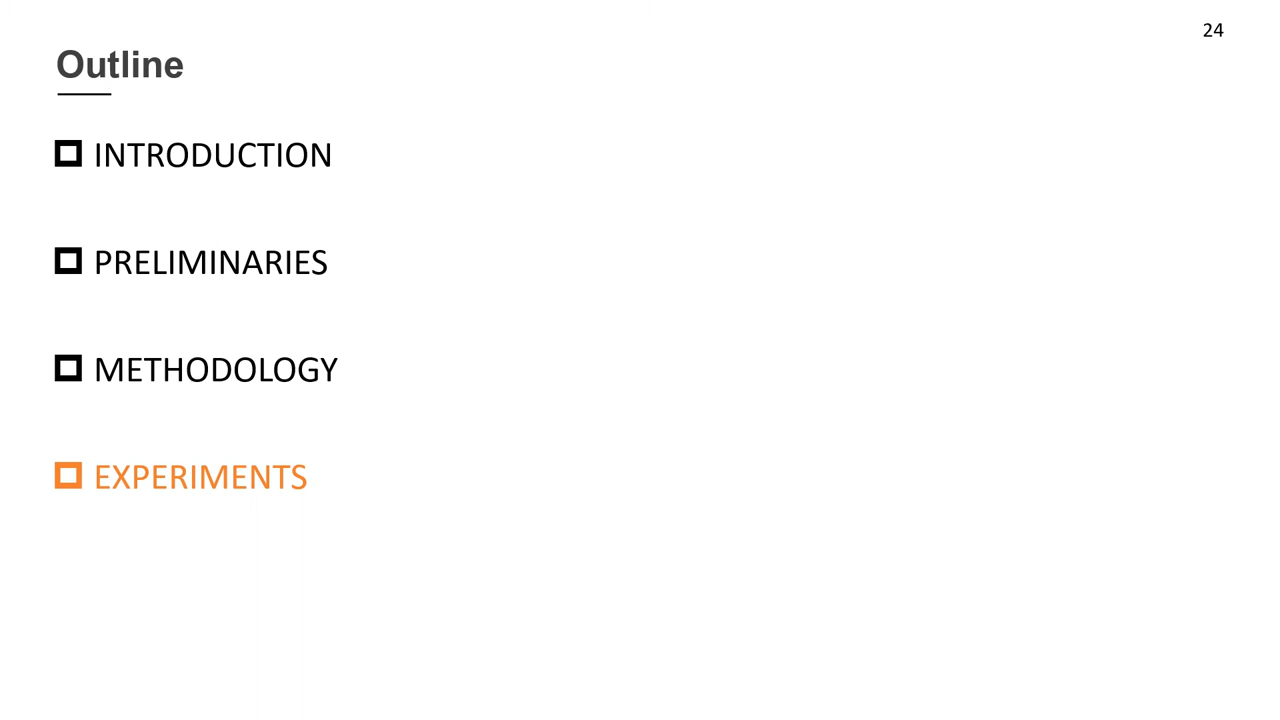 24
Outline
INTRODUCTION
PRELIMINARIES
METHODOLOGY
EXPERIMENTS